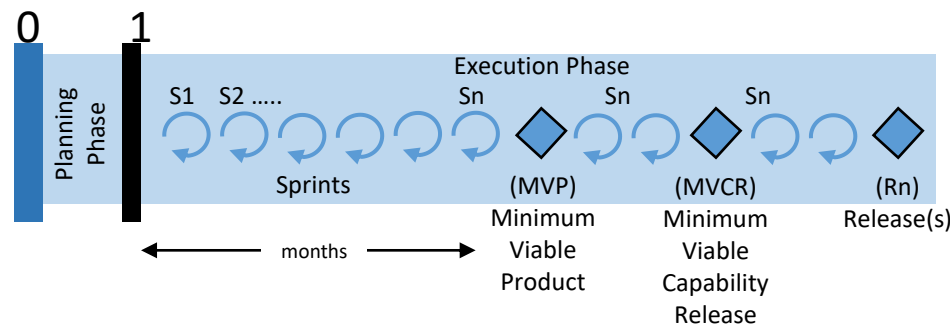 0
1
Planning
Phase
Execution Phase
S1
S2 .....
Sn
Sn
Sn
Sprints
(MVP)
Minimum
Viable
Product
(MVCR)
Minimum
Viable
Capability
Release
(Rn)
Release(s)
months